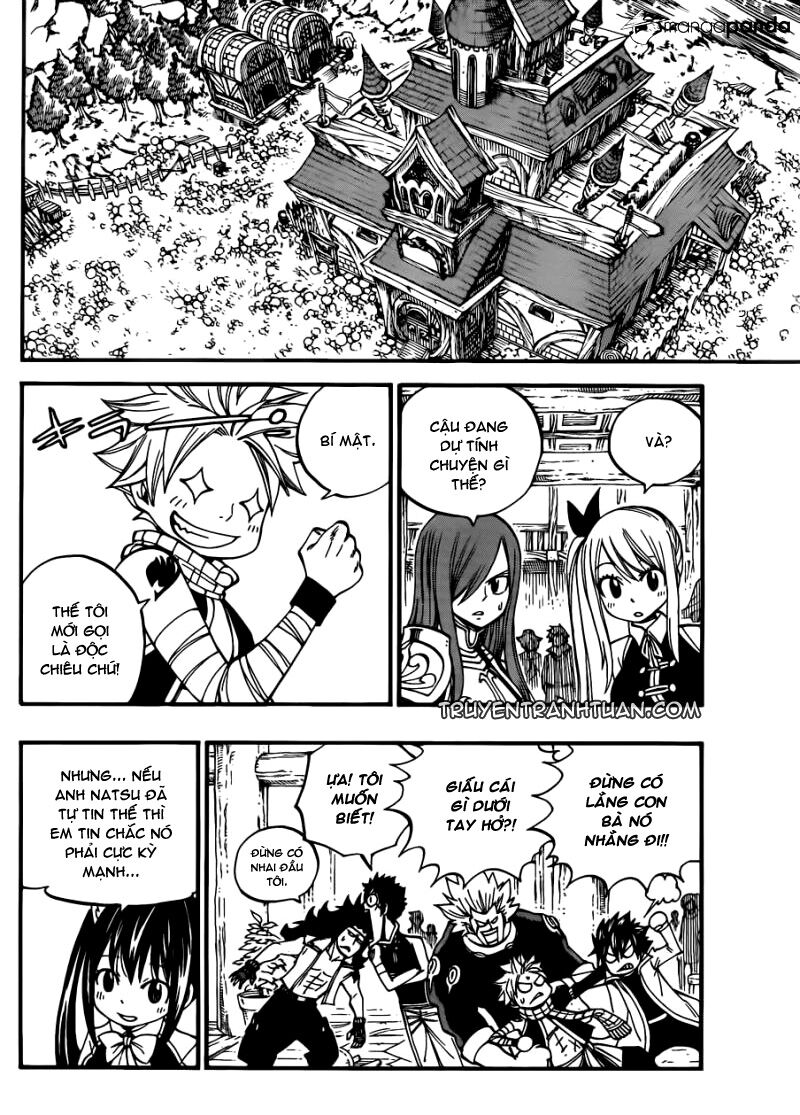 mangapanda
BÍ MẬT.
THẾ TÔI
MỚI GỌI
LÀ ĐỘC
CHIÊU CHỨ!
CẬU ĐANG
DỰ TÍNH
CHUYỆN GÌ
THẾ?
VÀ?
TRUYENTRANHTUAN.COM
NHƯNG... NẾU
ANH NATSU ĐÃ
TỰ TIN THẾ THÌ
EM TIN CHẮC NÓ
PHẢI CỰC KỲ
MẠNH...
ĐỪNG CÓ
NHAI ĐẦU
TÔI.
ỰA! TÔI
MUỐN
BIẾT!
GIẤU CÁI
GÌ DƯỚI
TAY HỞ?!
ĐỪNG CÓ
LẲNG CON
BÀ NÓ
NHẲNG ĐI!!